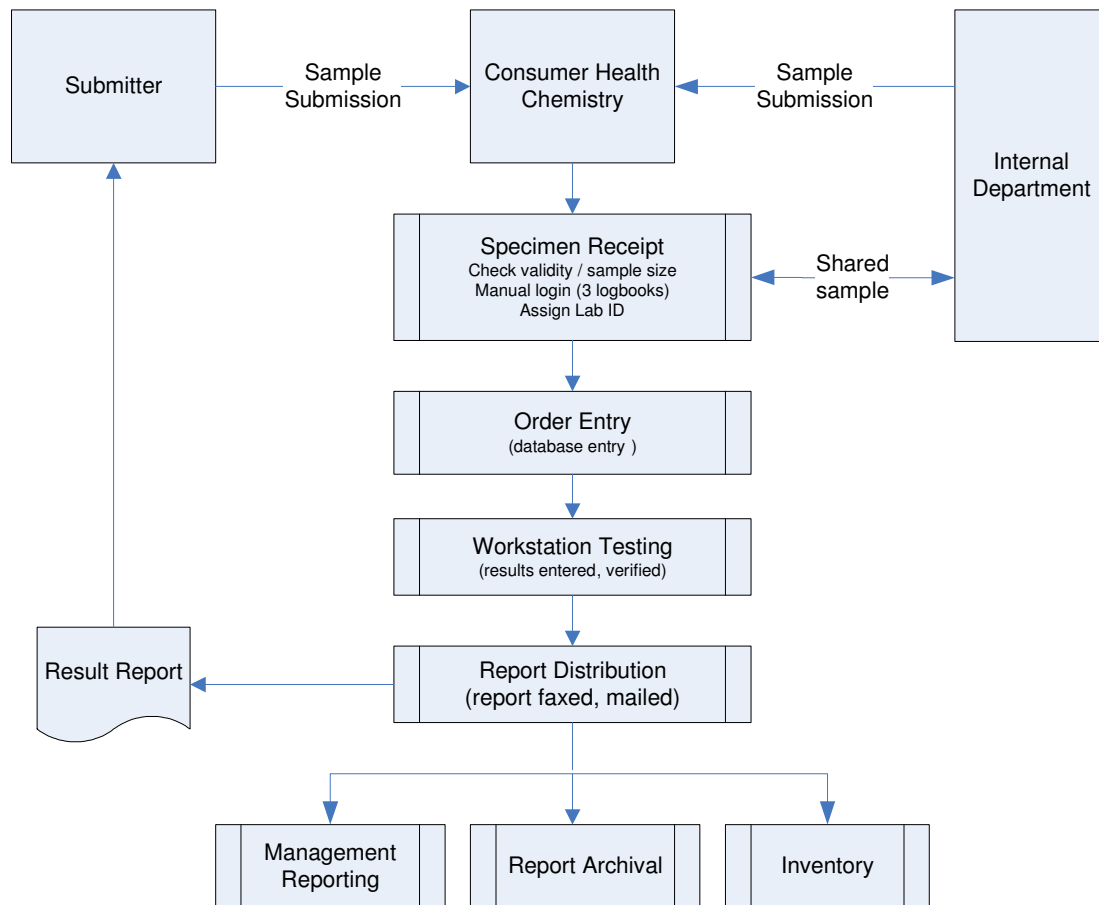 Submitter
Sample
Submission
Consumer Health
Chemistry
Sample
Submission
Internal
Department
Specimen Receipt
Check validity / sample size
Manual login (3 logbooks)
Assign Lab ID
Shared
sample
Order Entry
(database entry )
Workstation Testing
(results entered, verified)
Result Report
Report Distribution
(report faxed, mailed)
Management
Reporting
Report Archival
Inventory